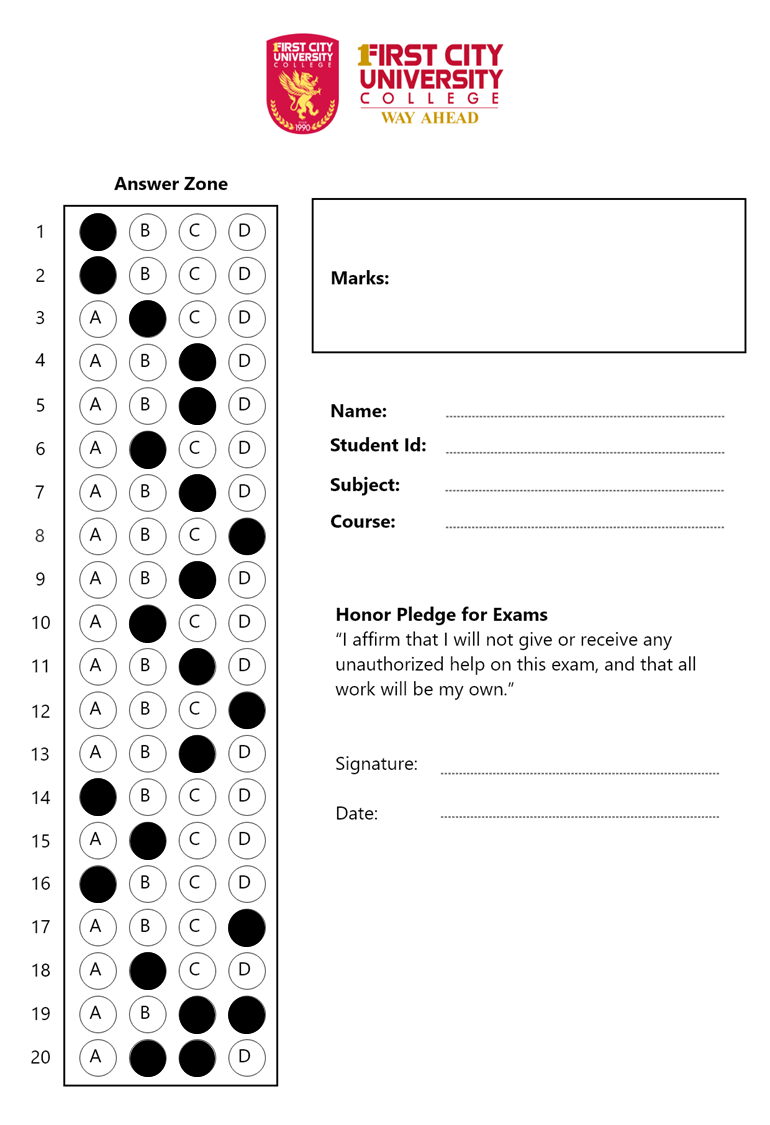 1FIRST CITY
UNIVERSITY
COLLEGE
SINCE
1990
1FIRST CITY
UNIVERSITY
COLLEGE
WAY AHEAD
Answer Zone
1 B C D
2 B C D
3 A C D
4 A B D
5 A B D
6 A C D
7 A B D
8 A B C
9 A B D
10 A C D
11 A B D
12 A B C
13 A B D
14 B C D
15 A C D
16 B C D
17 A B C
18 A C D
19 A B
20 A D
Marks:
Name:
Student Id:
Subject:
Course:
Honor Pledge for Exams
“I affirm that I will not give or receive any
unauthorized help on this exam, and that all
work will be my own.”
Signature:
Date: